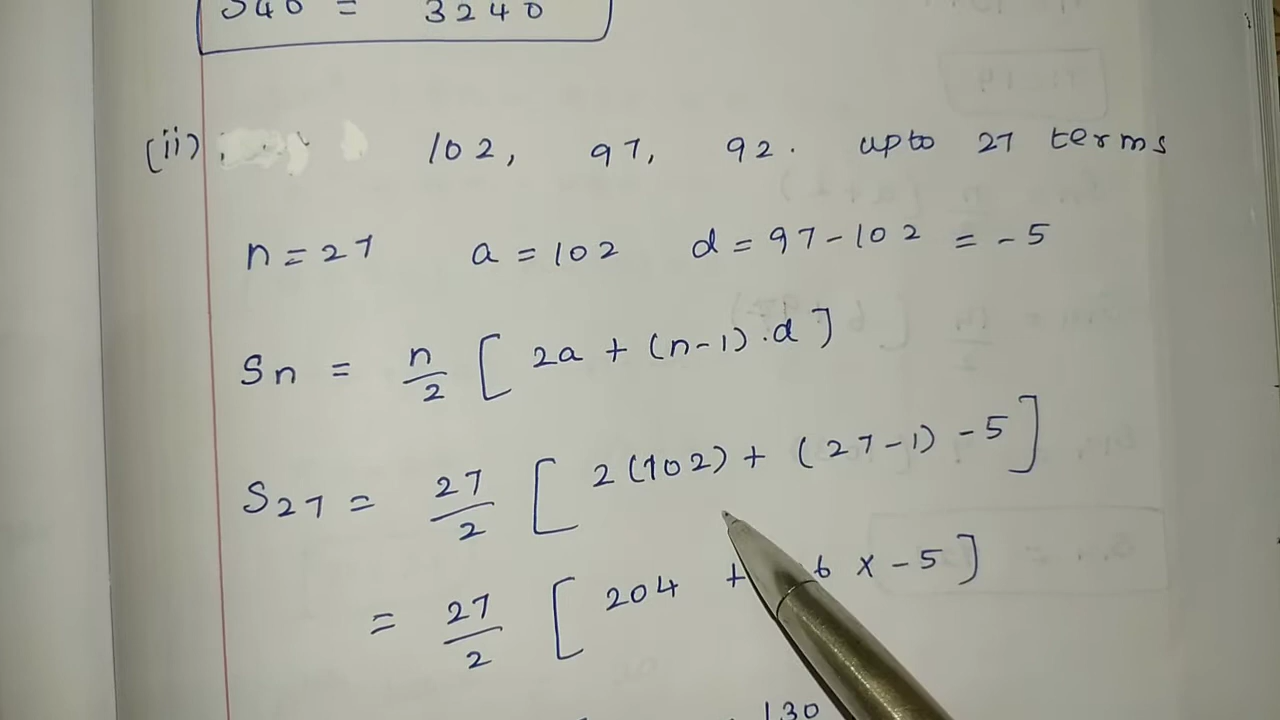 S40 = 3240
(ii) 102, 97, 92. upto 27 terms
n = 27 a = 102 d = 97 - 102 = - 5
Sn = n/2 [ 2a + (n-1).d ]
S27 = 27/2 [ 2(102) + (27-1) - 5 ]
= 27/2 [ 204 + 6 x - 5 ]
130